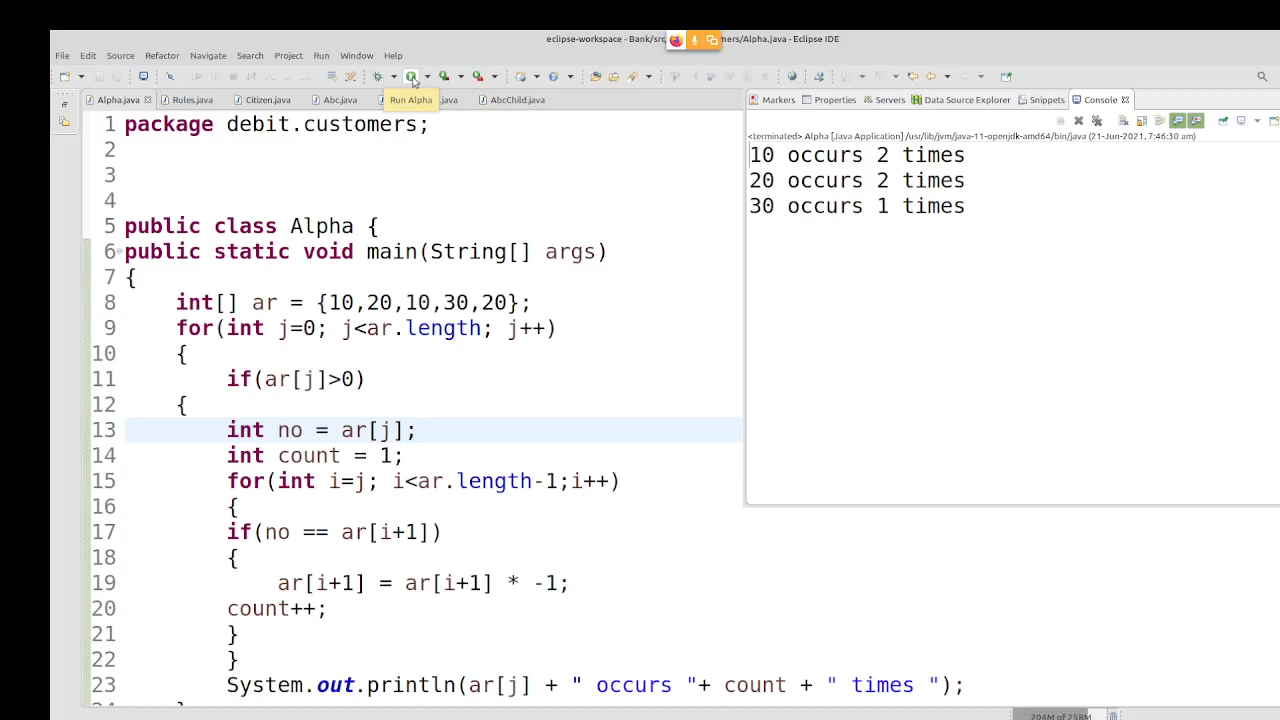 eclipse-workspace - Bank/src mers/Alpha.java - Eclipse IDE
File Edit Source Refactor Navigate Search Project Run Window Help
Alpha.java Rules.java Citizen.java Abc.java .java AbcChild.java
Run Alpha
Markers Properties Servers Data Source Explorer Snippets Console
<terminated> Alpha [Java Application] /usr/lib/jvm/java-11-openjdk-amd64/bin/java (21-Jun-2021, 7:46:30 am)
10 occurs 2 times
20 occurs 2 times
30 occurs 1 times
1 package debit.customers;
2
3
4
5 public class Alpha {
6 public static void main(String[] args)
7 {
8 int[] ar = {10,20,10,30,20};
9 for(int j=0; j<ar.length; j++)
10 {
11 if(ar[j]>0)
12 {
13 int no = ar[j];
14 int count = 1;
15 for(int i=j; i<ar.length-1;i++)
16 {
17 if(no == ar[i+1])
18 {
19 ar[i+1] = ar[i+1] * -1;
20 count++;
21 }
22 }
23 System.out.println(ar[j] + " occurs "+ count + " times ");
204M of 258M